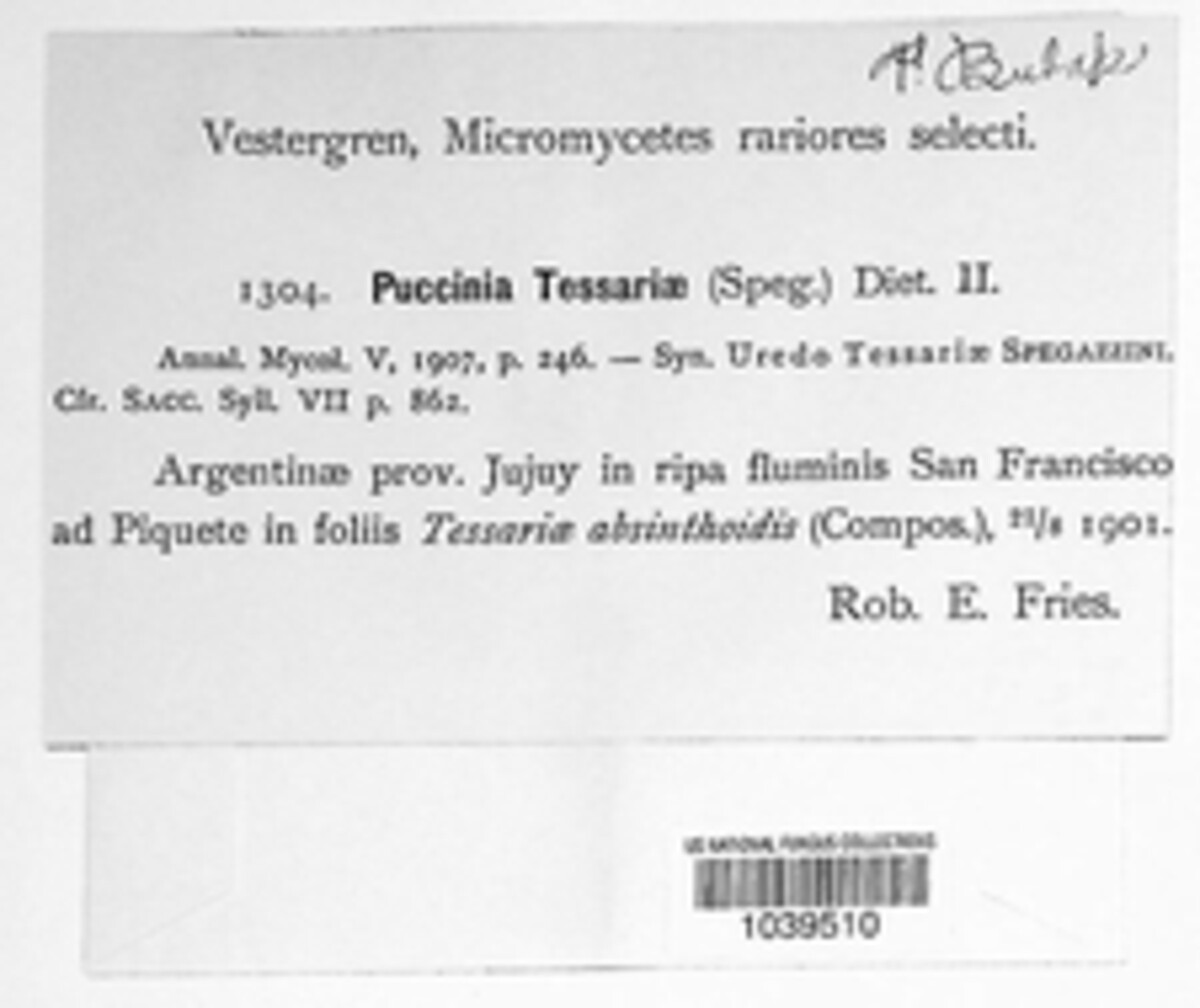 Vestergren, Micromycetes rariores selecti.
1304. Puccinia Tessariæ (Speg.) Diet. II.
Annal. Mycol. V, 1907, p. 246. — Syn. Uredo Tessariæ SPEGAZZINI.
Cfr. SACC. Syll. VII p. 862.
Argentinæ prov. Jujuy in ripa fluminis San Francisco
ad Piquete in foliis Tessariæ absinthoidis (Compos.), 1901.
Rob. E. Fries.
US NATIONAL FUNGUS COLLECTIONS
1039510